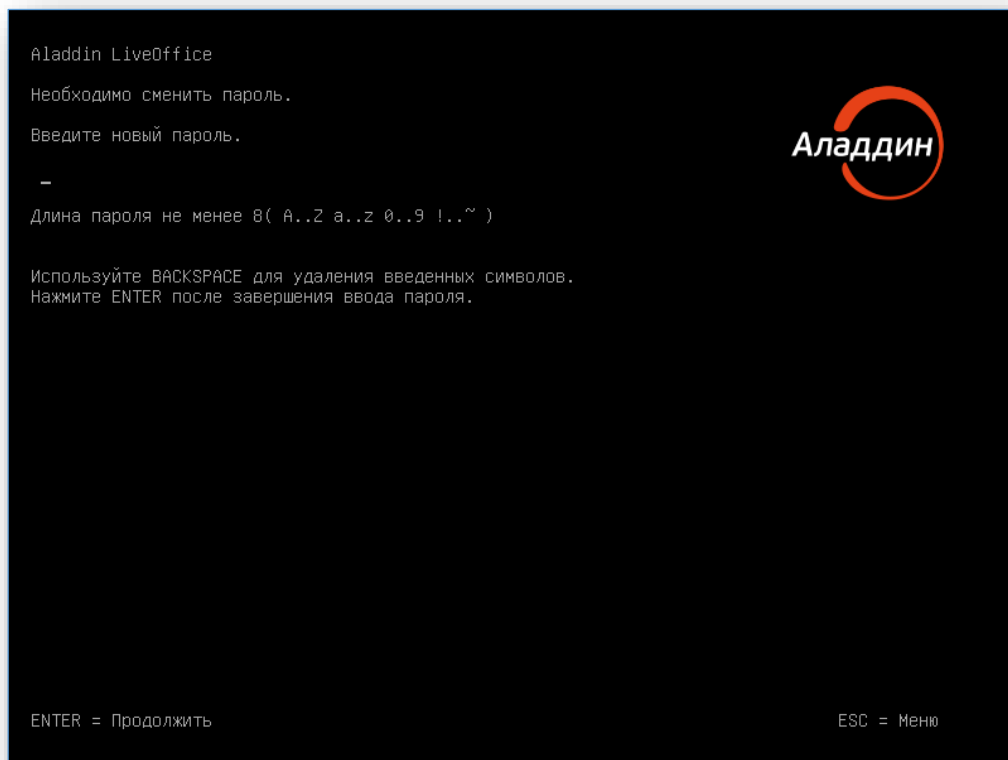 Aladdin LiveOffice
Необходимо сменить пароль.
Аладдин
Введите новый пароль.
_
Длина пароля не менее 8( A..Z a..z 0..9 !..~ )
Используйте BACKSPACE для удаления введенных символов.
Нажмите ENTER после завершения ввода пароля.
ENTER = Продолжить
ESC = Меню